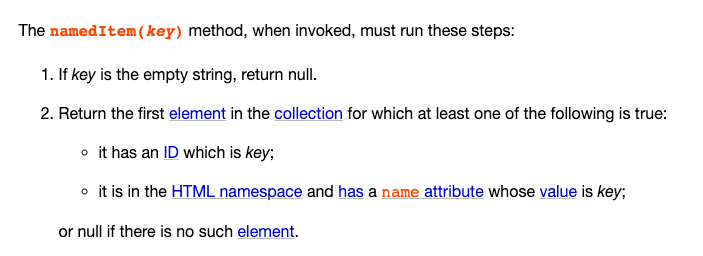 The namedItem(key) method, when invoked, must run these steps:
1. If key is the empty string, return null.
2. Return the first element in the collection for which at least one of the following is true:
◦ it has an ID which is key;
◦ it is in the HTML namespace and has a name attribute whose value is key;
or null if there is no such element.